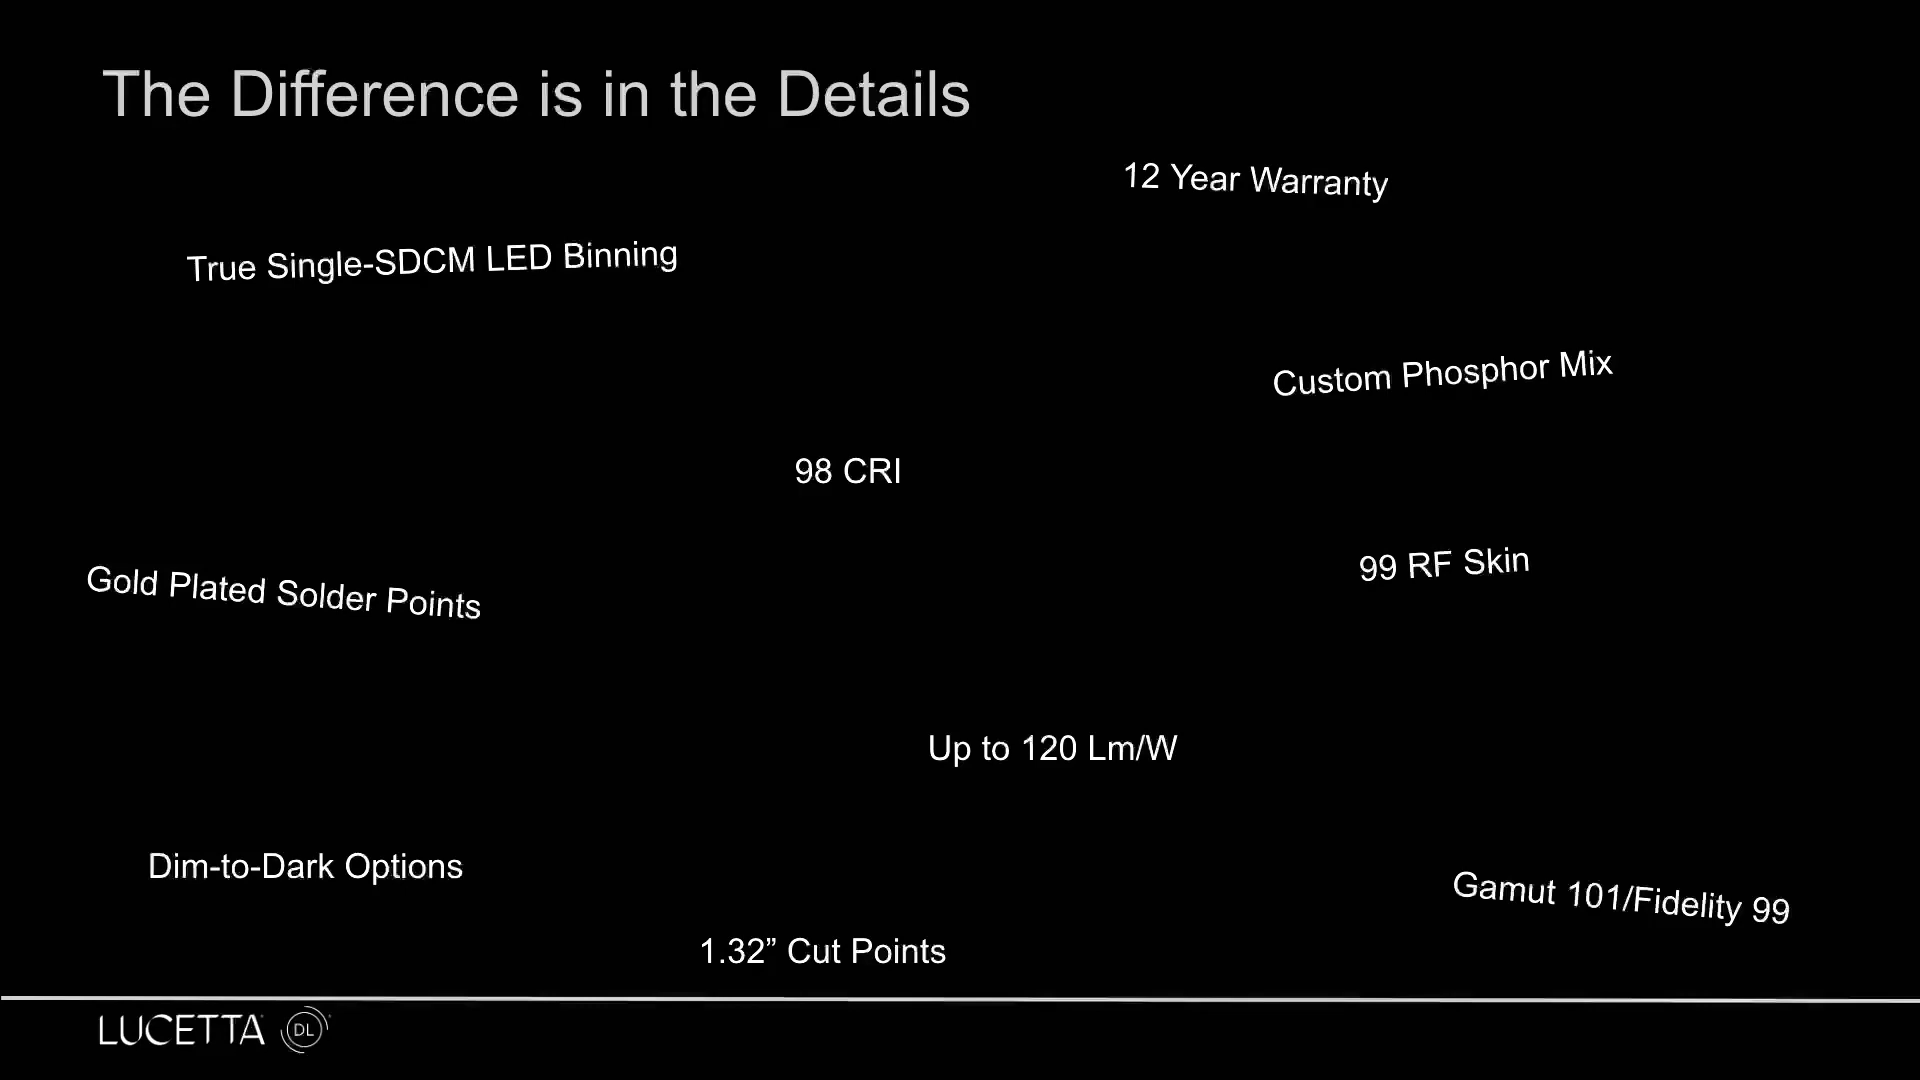 The Difference is in the Details
12 Year Warranty
True Single-SDCM LED Binning
Custom Phosphor Mix
98 CRI
99 RF Skin
Gold Plated Solder Points
Up to 120 Lm/W
Dim-to-Dark Options
Gamut 101/Fidelity 99
1.32” Cut Points
LUCETTA DL